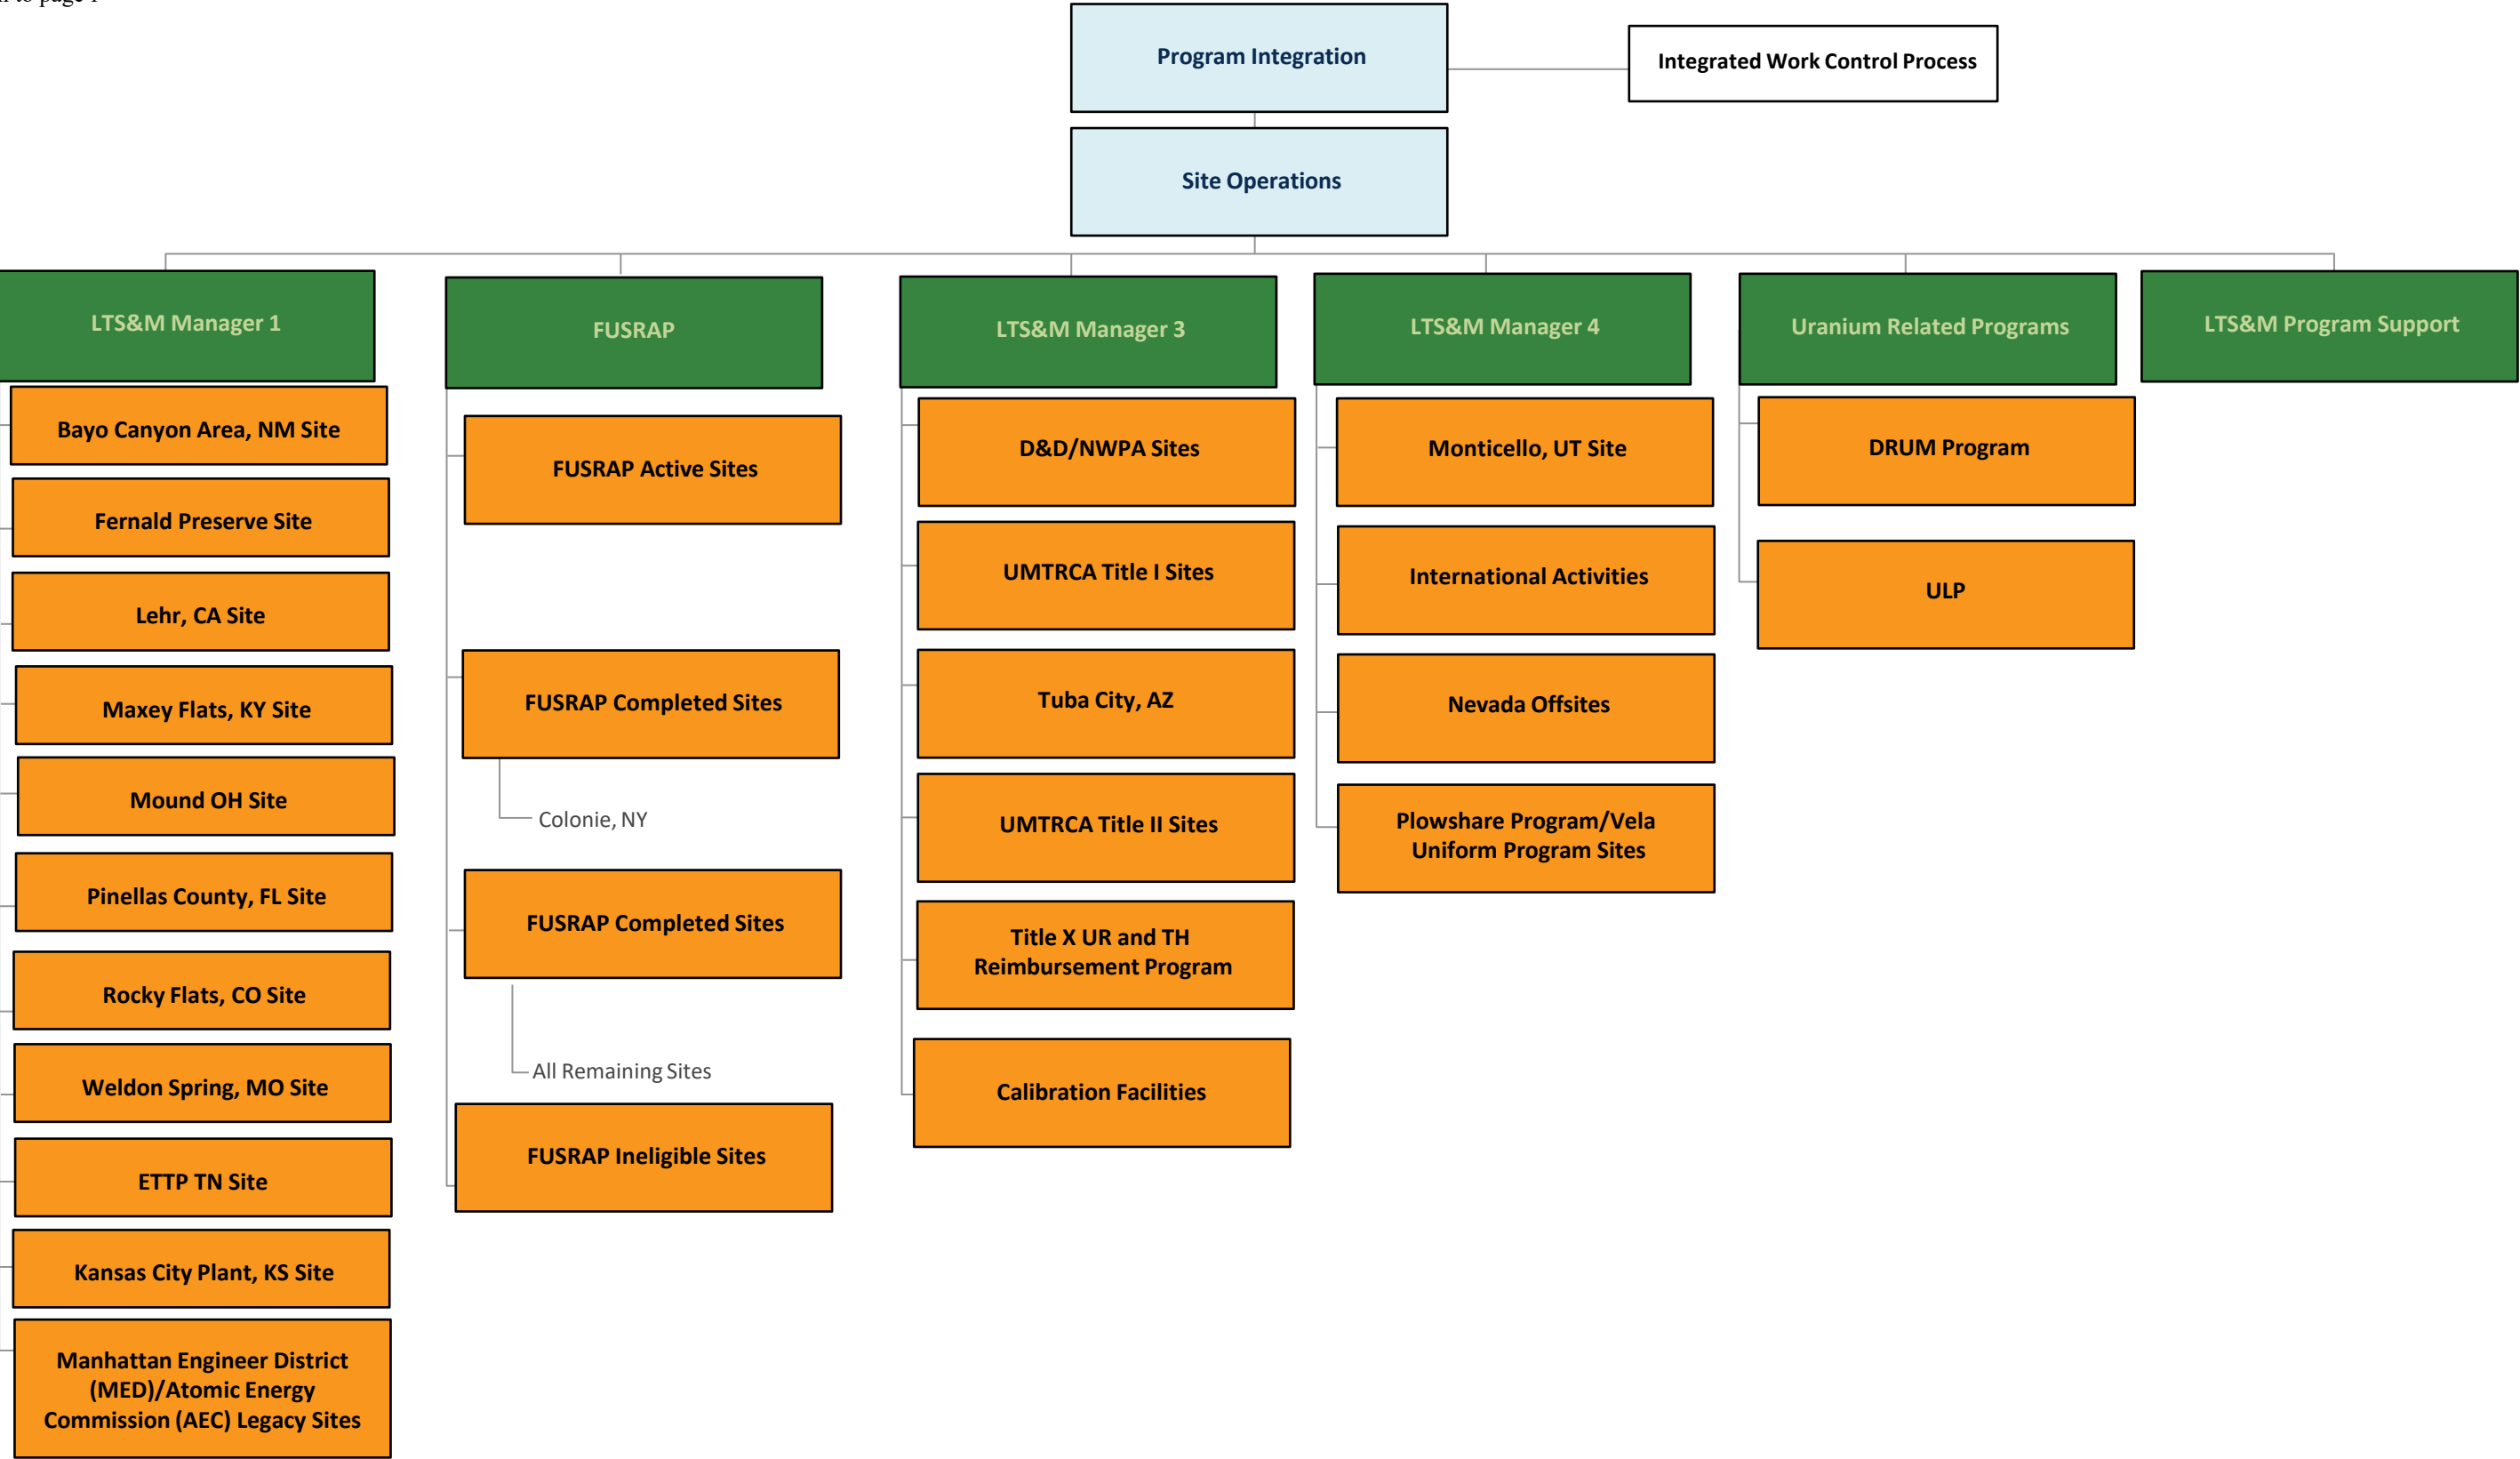 to page 1
Program Integration
Integrated Work Control Process
Site Operations
LTS&M Manager 1
FUSRAP
LTS&M Manager 3
LTS&M Manager 4
Uranium Related Programs
LTS&M Program Support
Bayo Canyon Area, NM Site
Fernald Preserve Site
Lehr, CA Site
Maxey Flats, KY Site
Mound OH Site
Pinellas County, FL Site
Rocky Flats, CO Site
Weldon Spring, MO Site
ETTP TN Site
Kansas City Plant, KS Site
Manhattan Engineer District
(MED)/Atomic Energy
Commission (AEC) Legacy Sites
FUSRAP Active Sites
FUSRAP Completed Sites
Colonie, NY
FUSRAP Completed Sites
All Remaining Sites
FUSRAP Ineligible Sites
D&D/NWPA Sites
UMTRCA Title I Sites
Tuba City, AZ
UMTRCA Title II Sites
Title X UR and TH
Reimbursement Program
Calibration Facilities
Monticello, UT Site
International Activities
Nevada Offsites
Plowshare Program/Vela
Uniform Program Sites
DRUM Program
ULP